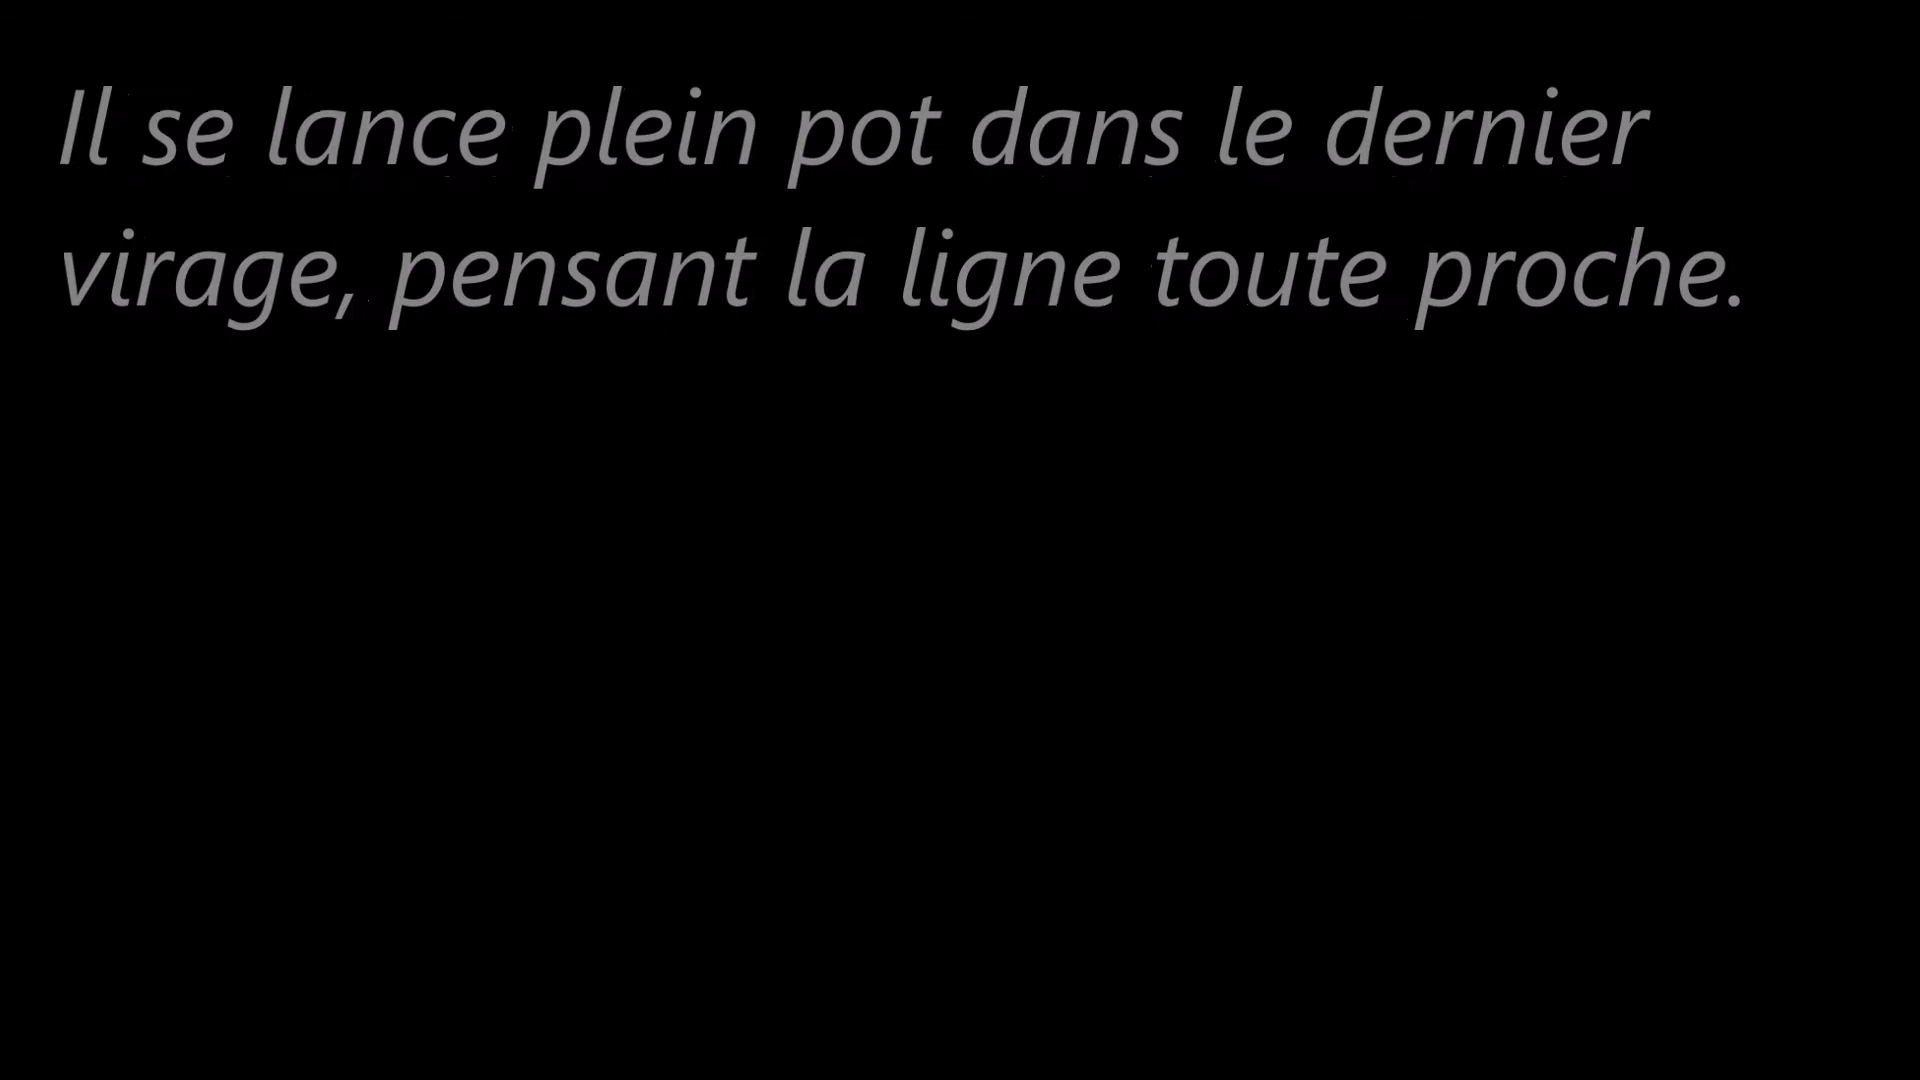 Il se lance plein pot dans le dernier
virage, pensant la ligne toute proche.